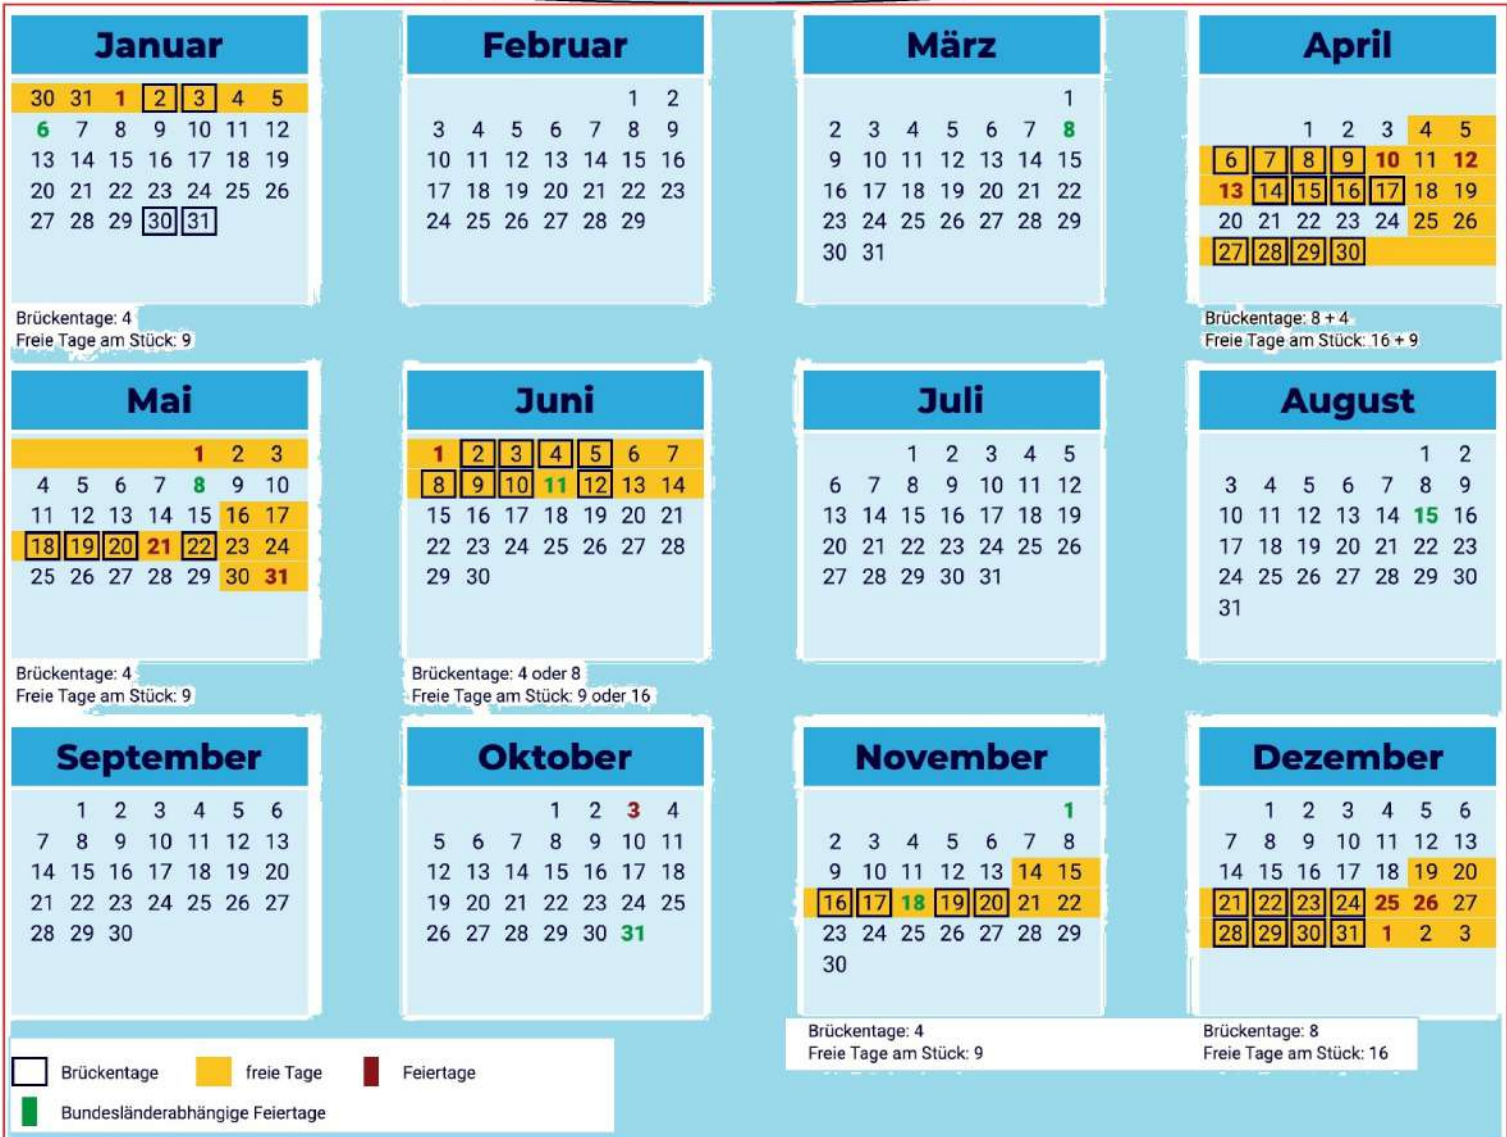 Januar
30 31 1 2 3 4 5
6 7 8 9 10 11 12
13 14 15 16 17 18 19
20 21 22 23 24 25 26
27 28 29 30 31
Brückentage: 4
Freie Tage am Stück: 9
Februar
1 2
3 4 5 6 7 8 9
10 11 12 13 14 15 16
17 18 19 20 21 22 23
24 25 26 27 28 29
März
1
2 3 4 5 6 7 8
9 10 11 12 13 14 15
16 17 18 19 20 21 22
23 24 25 26 27 28 29
30 31
April
1 2 3 4 5
6 7 8 9 10 11 12
13 14 15 16 17 18 19
20 21 22 23 24 25 26
27 28 29 30
Brückentage: 8 + 4
Freie Tage am Stück: 16 + 9
Mai
1 2 3
4 5 6 7 8 9 10
11 12 13 14 15 16 17
18 19 20 21 22 23 24
25 26 27 28 29 30 31
Brückentage: 4
Freie Tage am Stück: 9
Juni
1 2 3 4 5 6 7
8 9 10 11 12 13 14
15 16 17 18 19 20 21
22 23 24 25 26 27 28
29 30
Brückentage: 4 oder 8
Freie Tage am Stück: 9 oder 16
Juli
1 2 3 4 5
6 7 8 9 10 11 12
13 14 15 16 17 18 19
20 21 22 23 24 25 26
27 28 29 30 31
August
1 2
3 4 5 6 7 8 9
10 11 12 13 14 15 16
17 18 19 20 21 22 23
24 25 26 27 28 29 30
31
September
1 2 3 4 5 6
7 8 9 10 11 12 13
14 15 16 17 18 19 20
21 22 23 24 25 26 27
28 29 30
Oktober
1 2 3 4
5 6 7 8 9 10 11
12 13 14 15 16 17 18
19 20 21 22 23 24 25
26 27 28 29 30 31
November
1
2 3 4 5 6 7 8
9 10 11 12 13 14 15
16 17 18 19 20 21 22
23 24 25 26 27 28 29
30
Brückentage: 4
Freie Tage am Stück: 9
Dezember
1 2 3 4 5 6
7 8 9 10 11 12 13
14 15 16 17 18 19 20
21 22 23 24 25 26 27
28 29 30 31 1 2 3
Brückentage: 8
Freie Tage am Stück: 16
Brückentage
freie Tage
Feiertage
Bundesländerabhängige Feiertage